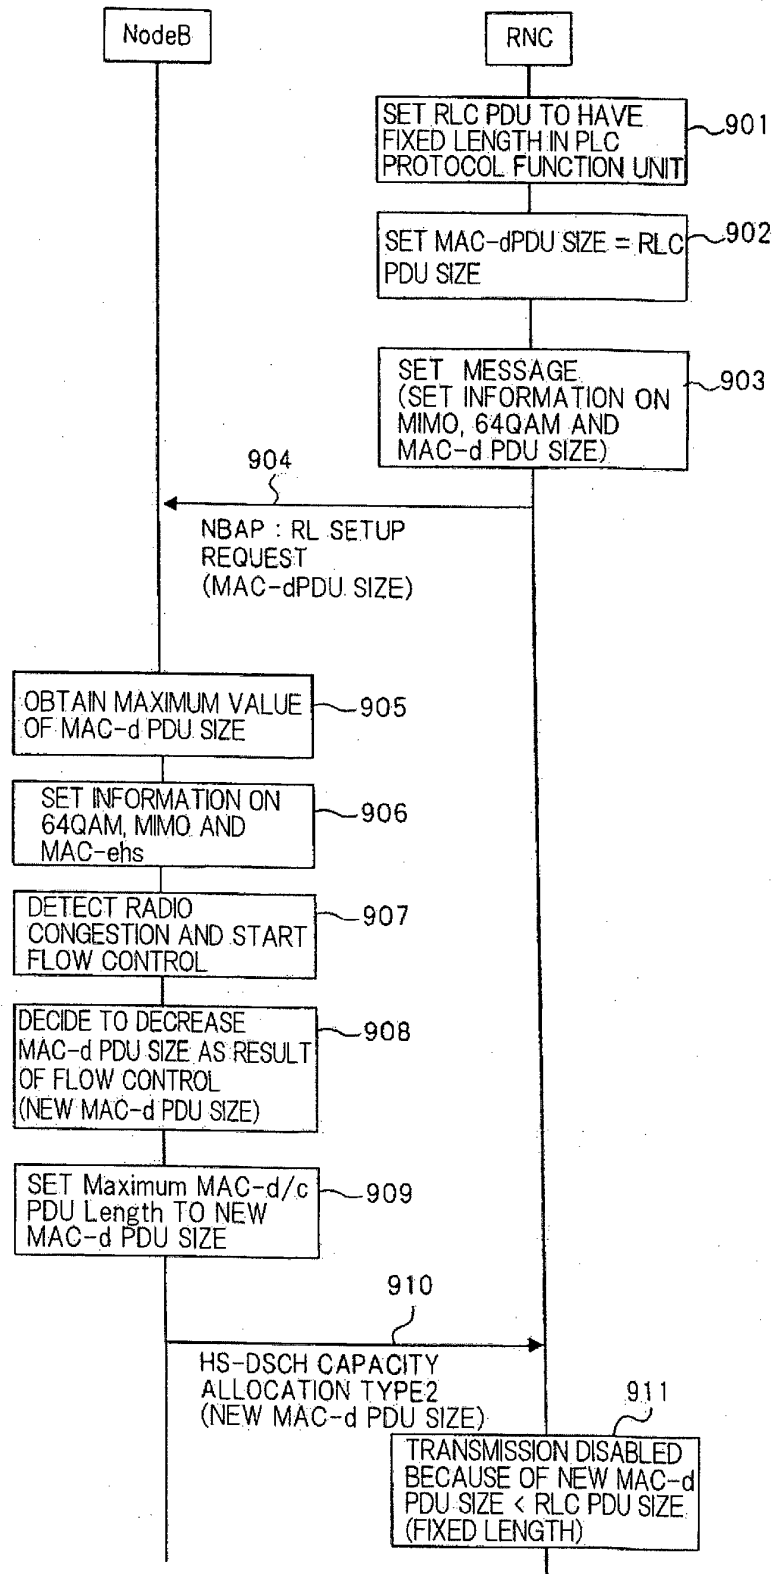 NodeB
RNC
SET RLC PDU TO HAVE
FIXED LENGTH IN PLC
PROTOCOL FUNCTION UNIT
901
SET MAC-dPDU SIZE = RLC
PDU SIZE
902
SET MESSAGE
(SET INFORMATION ON
MIMO, 64QAM AND
MAC-d PDU SIZE)
903
904
NBAP : RL SETUP
REQUEST
(MAC-dPDU SIZE)
OBTAIN MAXIMUM VALUE
OF MAC-d PDU SIZE
905
SET INFORMATION ON
64QAM, MIMO AND
MAC-ehs
906
DETECT RADIO
CONGESTION AND START
FLOW CONTROL
907
DECIDE TO DECREASE
MAC-d PDU SIZE AS RESULT
OF FLOW CONTROL
(NEW MAC-d PDU SIZE)
908
SET Maximum MAC-d/c
PDU Length TO NEW
MAC-d PDU SIZE
909
910
HS-DSCH CAPACITY
ALLOCATION TYPE2
(NEW MAC-d PDU SIZE)
911
TRANSMISSION DISABLED
BECAUSE OF NEW MAC-d
PDU SIZE < RLC PDU SIZE
(FIXED LENGTH)